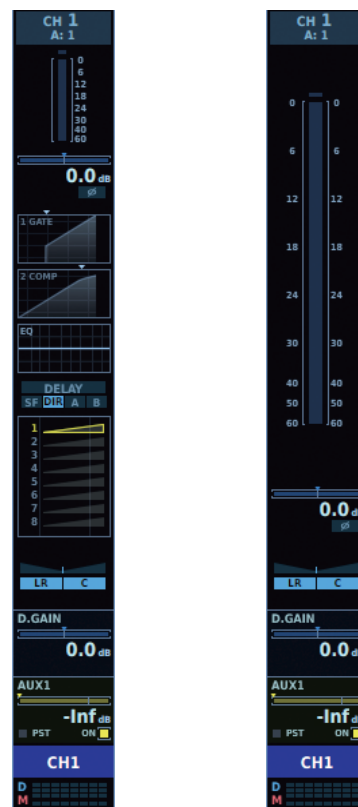 CH 1
A: 1
0
6
12
18
24
30
40
60
0.0 dB
ø
1 GATE
2 COMP
EQ
DELAY
SF DIR A B
1
2
3
4
5
6
7
8
LR C
D.GAIN
0.0 dB
AUX1
-Inf dB
PST ON
CH1
D
M
CH 1
A: 1
0 0
6 6
12 12
18 18
24 24
30 30
40 40
50 50
60 60
0.0 d
ø
LR C
D.GAIN
0.0 d
AUX1
-Inf d
PST ON
CH1
D
M